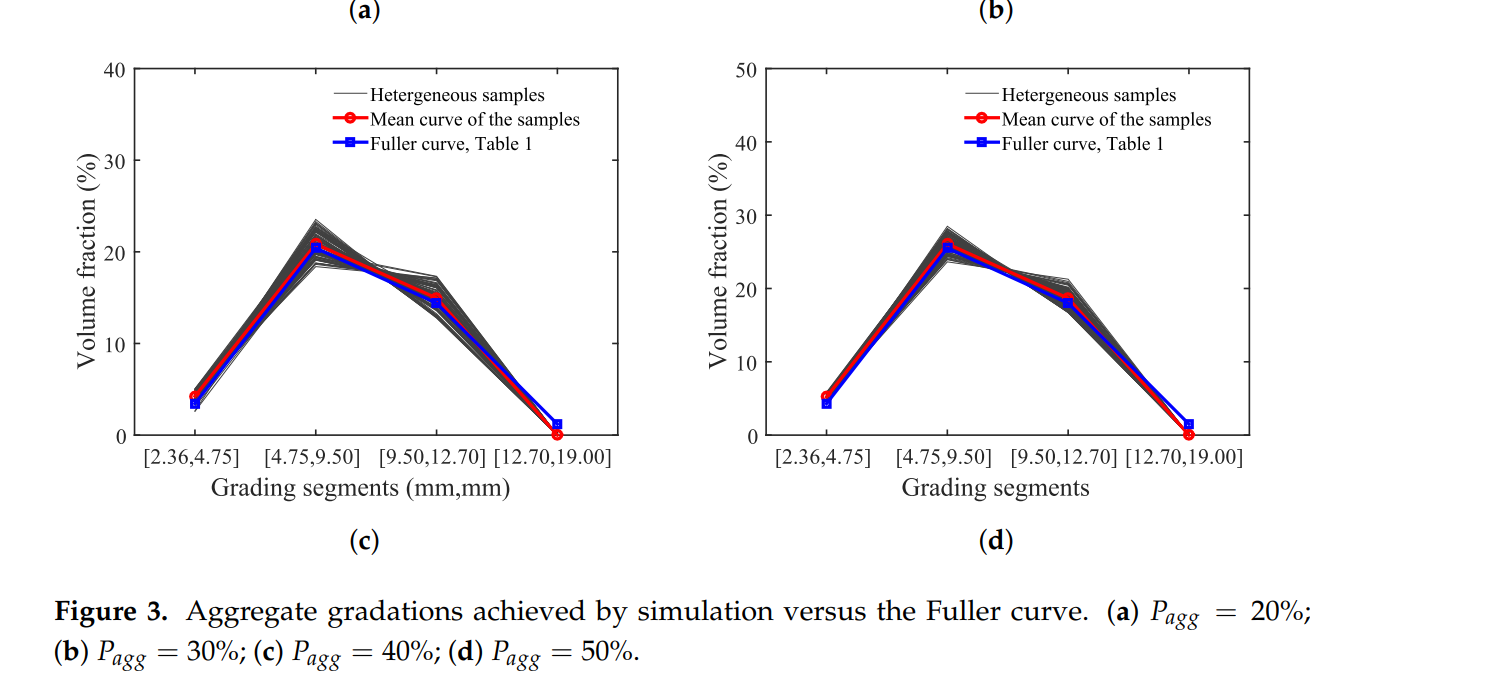 (a) (b)
40
30
20
10
0
Volume fraction (%)
Hetergeneous samples
Mean curve of the samples
Fuller curve, Table 1
[2.36,4.75] [4.75,9.50] [9.50,12.70] [12.70,19.00]
Grading segments (mm,mm)
(c)
50
40
30
20
10
0
Volume fraction (%)
Hetergeneous samples
Mean curve of the samples
Fuller curve, Table 1
[2.36,4.75] [4.75,9.50] [9.50,12.70] [12.70,19.00]
Grading segments
(d)
Figure 3. Aggregate gradations achieved by simulation versus the Fuller curve. (a) Pagg = 20%;
(b) Pagg = 30%; (c) Pagg = 40%; (d) Pagg = 50%.